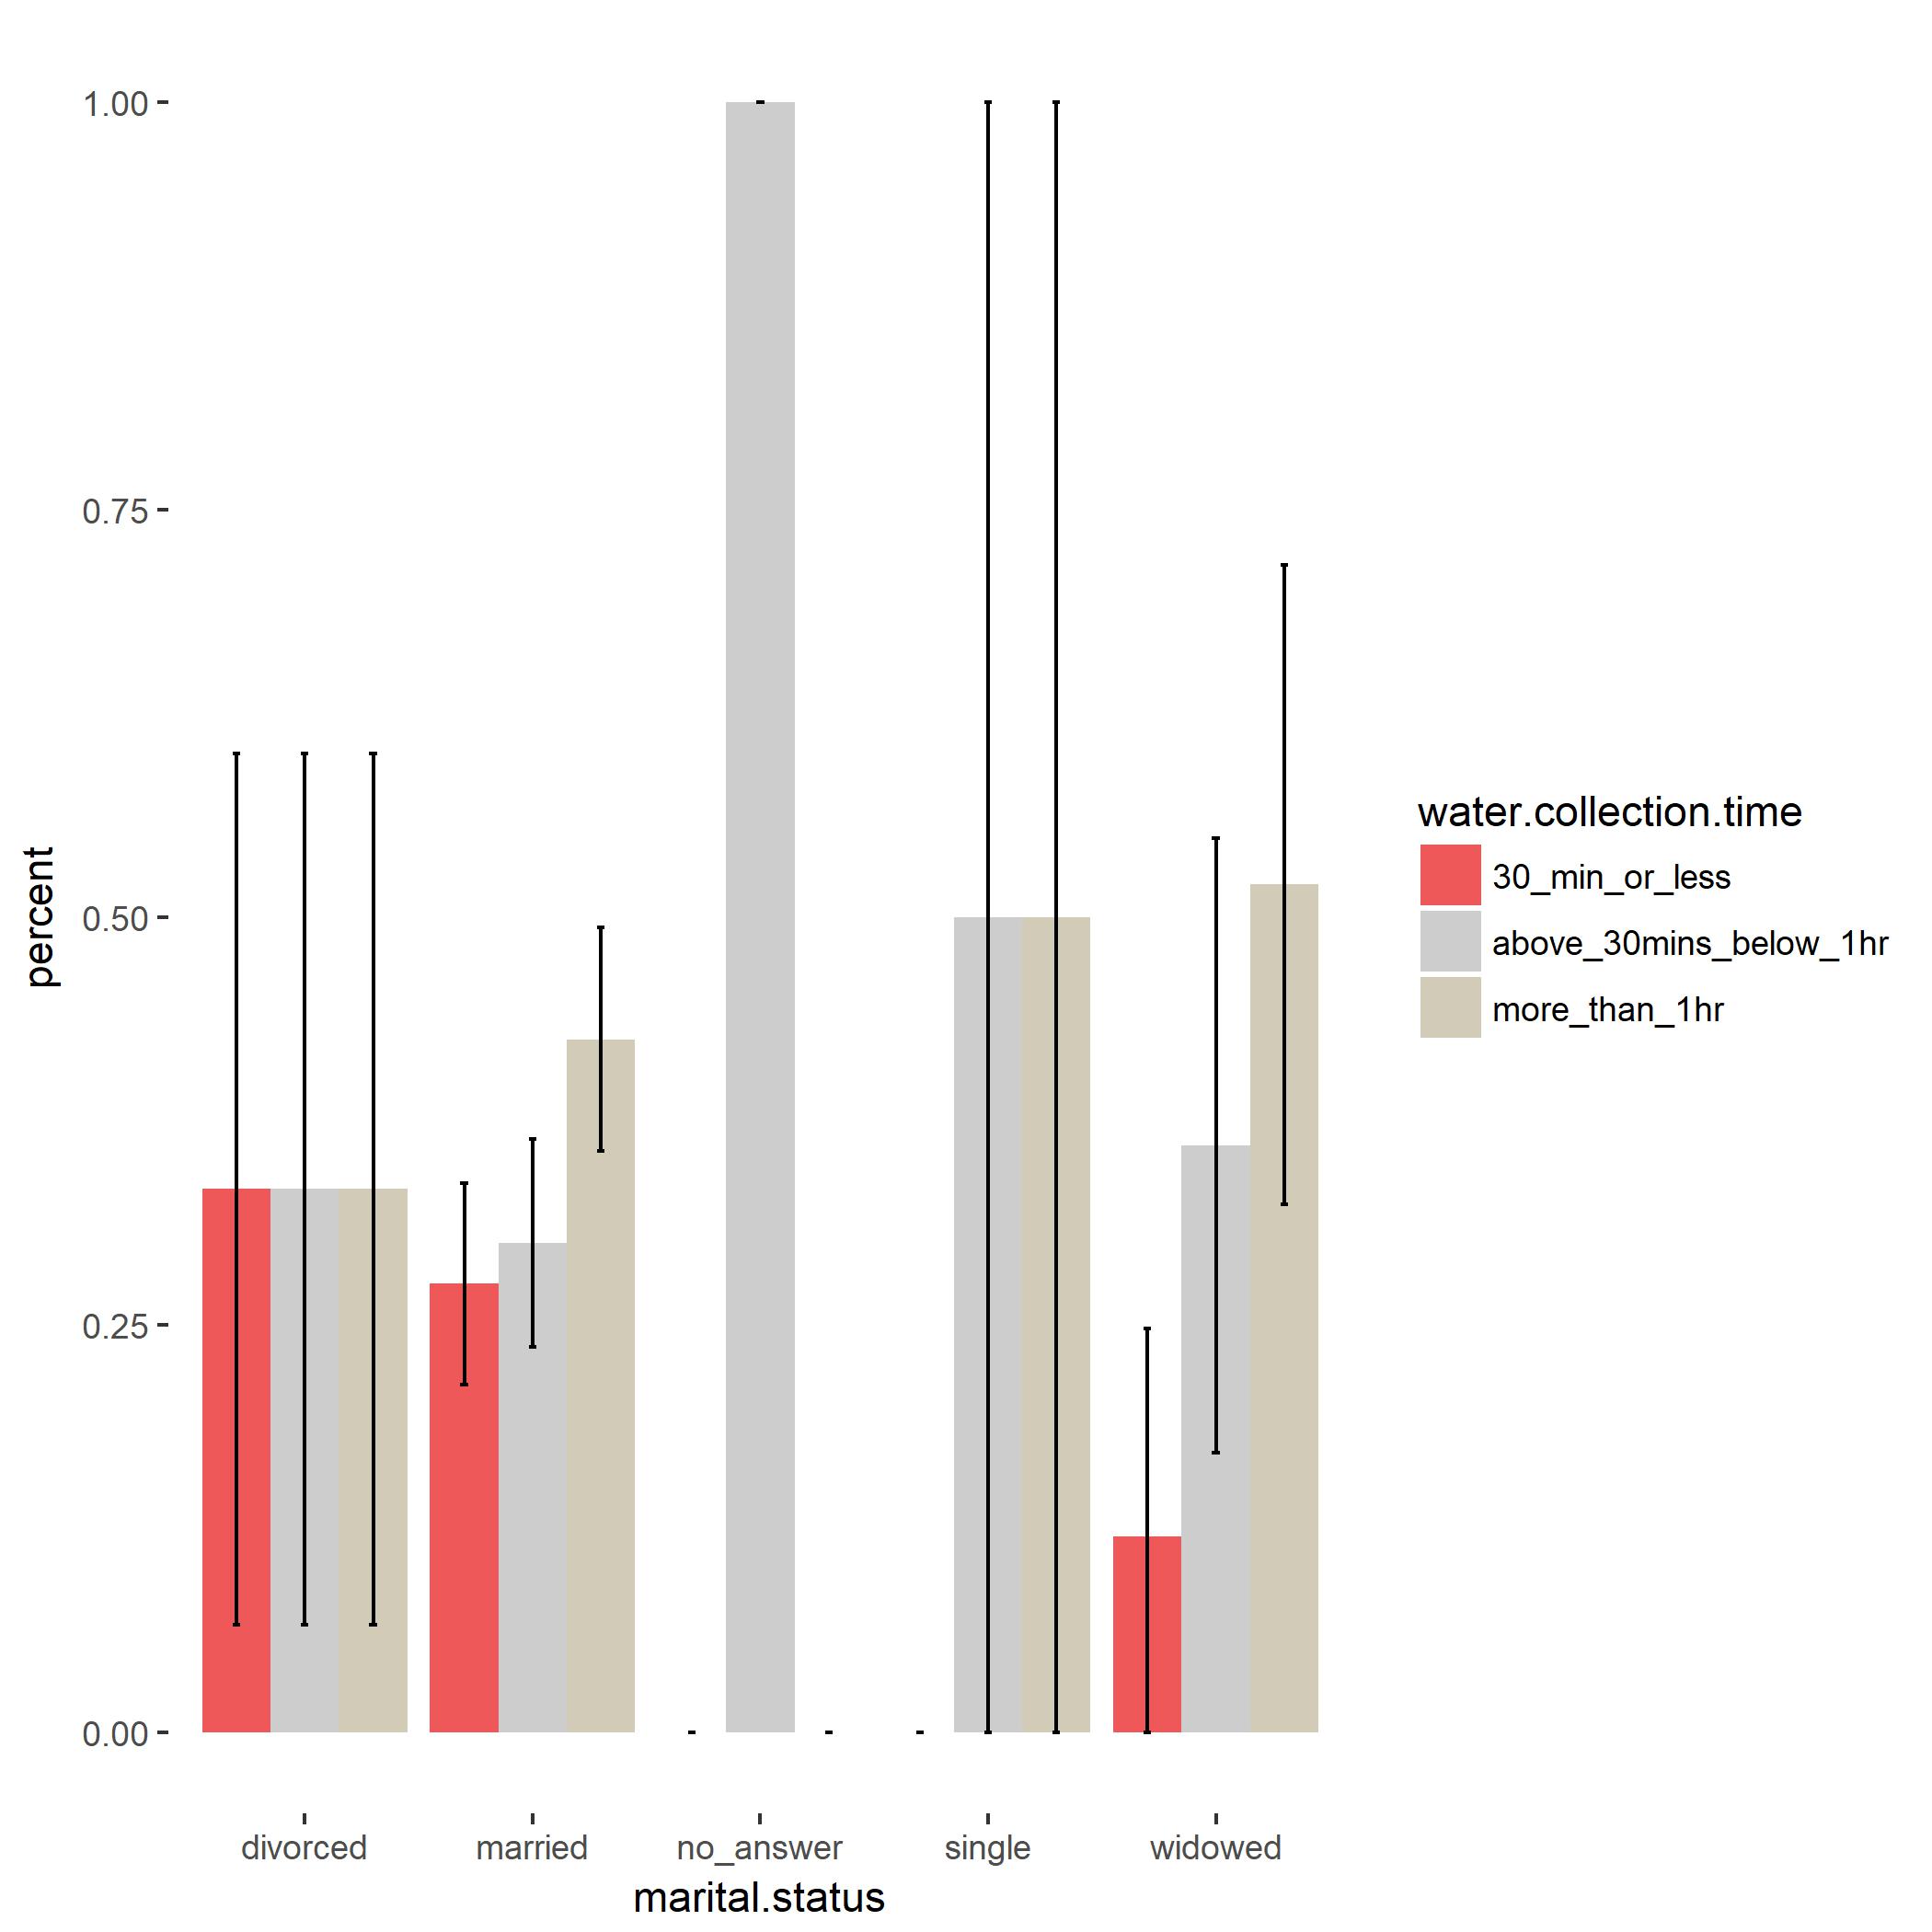 1.00
0.75
0.50
0.25
0.00
percent
divorced
married
no_answer
single
widowed
marital.status
water.collection.time
30_min_or_less
above_30mins_below_1hr
more_than_1hr